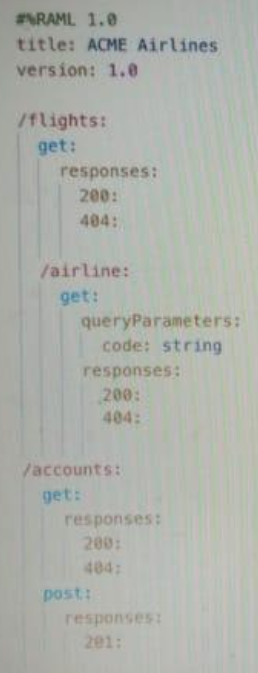 #%RAML 1.0
title: ACME Airlines
version: 1.0
/flights:
get:
responses:
200:
404:
/airline:
get:
queryParameters:
code: string
responses:
200:
404:
/accounts:
get:
responses:
200:
404:
post:
responses:
201: